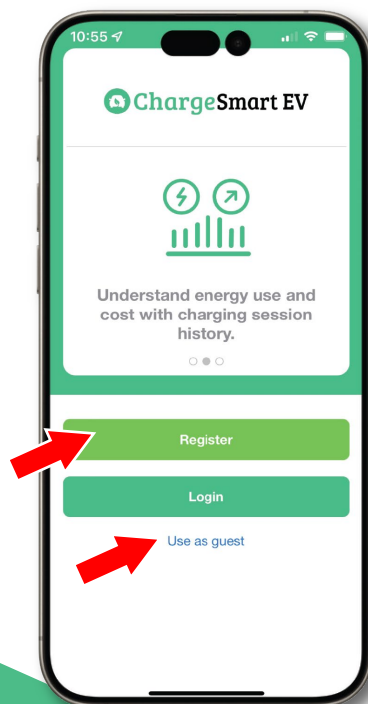 10:55
ChargeSmart EV
Understand energy use and
cost with charging session
history.
Register
Login
Use as guest